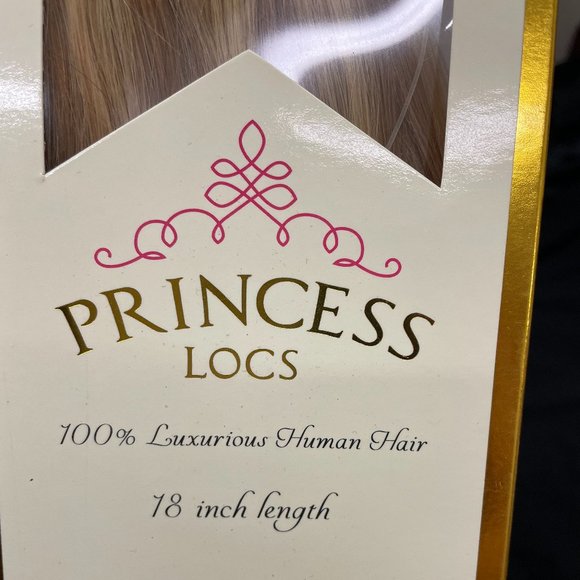 PRINCESS
LOCS
100% Luxurious Human Hair
18 inch length